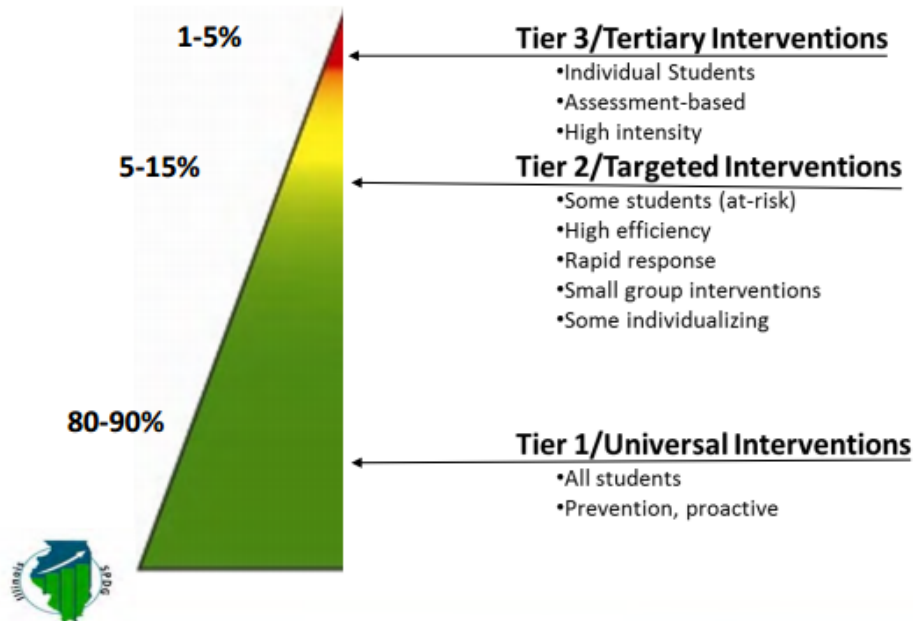 1-5%
Tier 3/Tertiary Interventions
•Individual Students
•Assessment-based
•High intensity
5-15%
Tier 2/Targeted Interventions
•Some students (at-risk)
•High efficiency
•Rapid response
•Small group interventions
•Some individualizing
80-90%
Tier 1/Universal Interventions
•All students
•Prevention, proactive
Illinois
SPDG